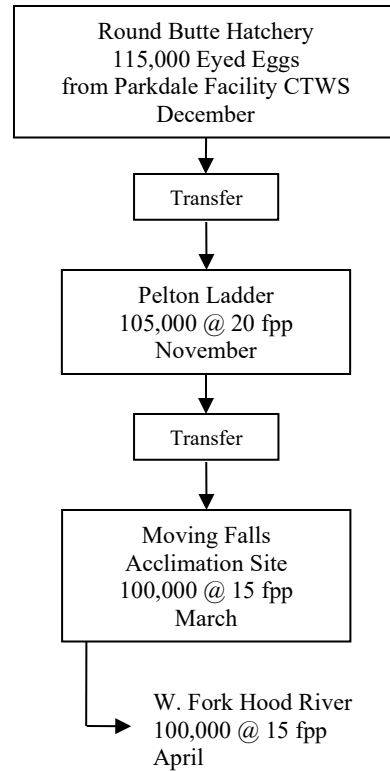 Round Butte Hatchery
115,000 Eyed Eggs
from Parkdale Facility CTWS
December
Transfer
Pelton Ladder
105,000 @ 20 fpp
November
Transfer
Moving Falls
Acclimation Site
100,000 @ 15 fpp
March
W. Fork Hood River
100,000 @ 15 fpp
April